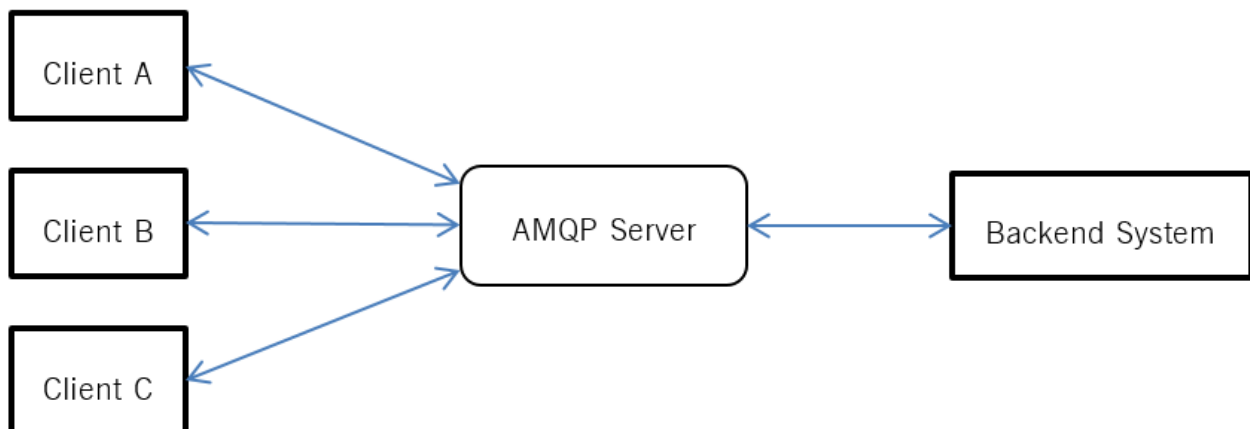 Client A
Client B
AMQP Server
Backend System
Client C